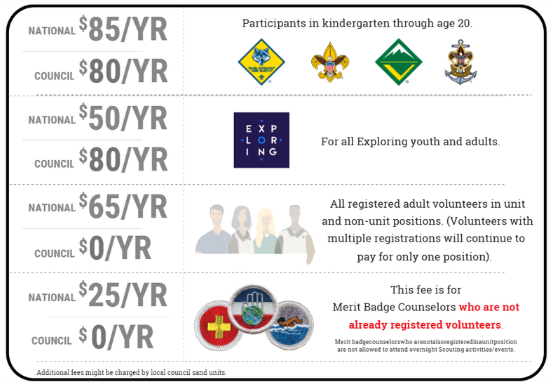 NATIONAL $85/YR
COUNCIL $80/YR
Participants in kindergarten through age 20.
CUB SCOUTS
NATIONAL $50/YR
COUNCIL $80/YR
EXP
LOR
ING
For all Exploring youth and adults.
NATIONAL $65/YR
COUNCIL $0/YR
All registered adult volunteers in unit
and non-unit positions. (Volunteers with
multiple registrations will continue to
pay for only one position).
NATIONAL $25/YR
COUNCIL $0/YR
This fee is for
Merit Badge Counselors who are not
already registered volunteers.
Merit badgecounselorswho arenotalsoregisteredinaunitposition
are not allowed to attend overnight Scouting activities/events.
Additional fees might be charged by local council sand units.